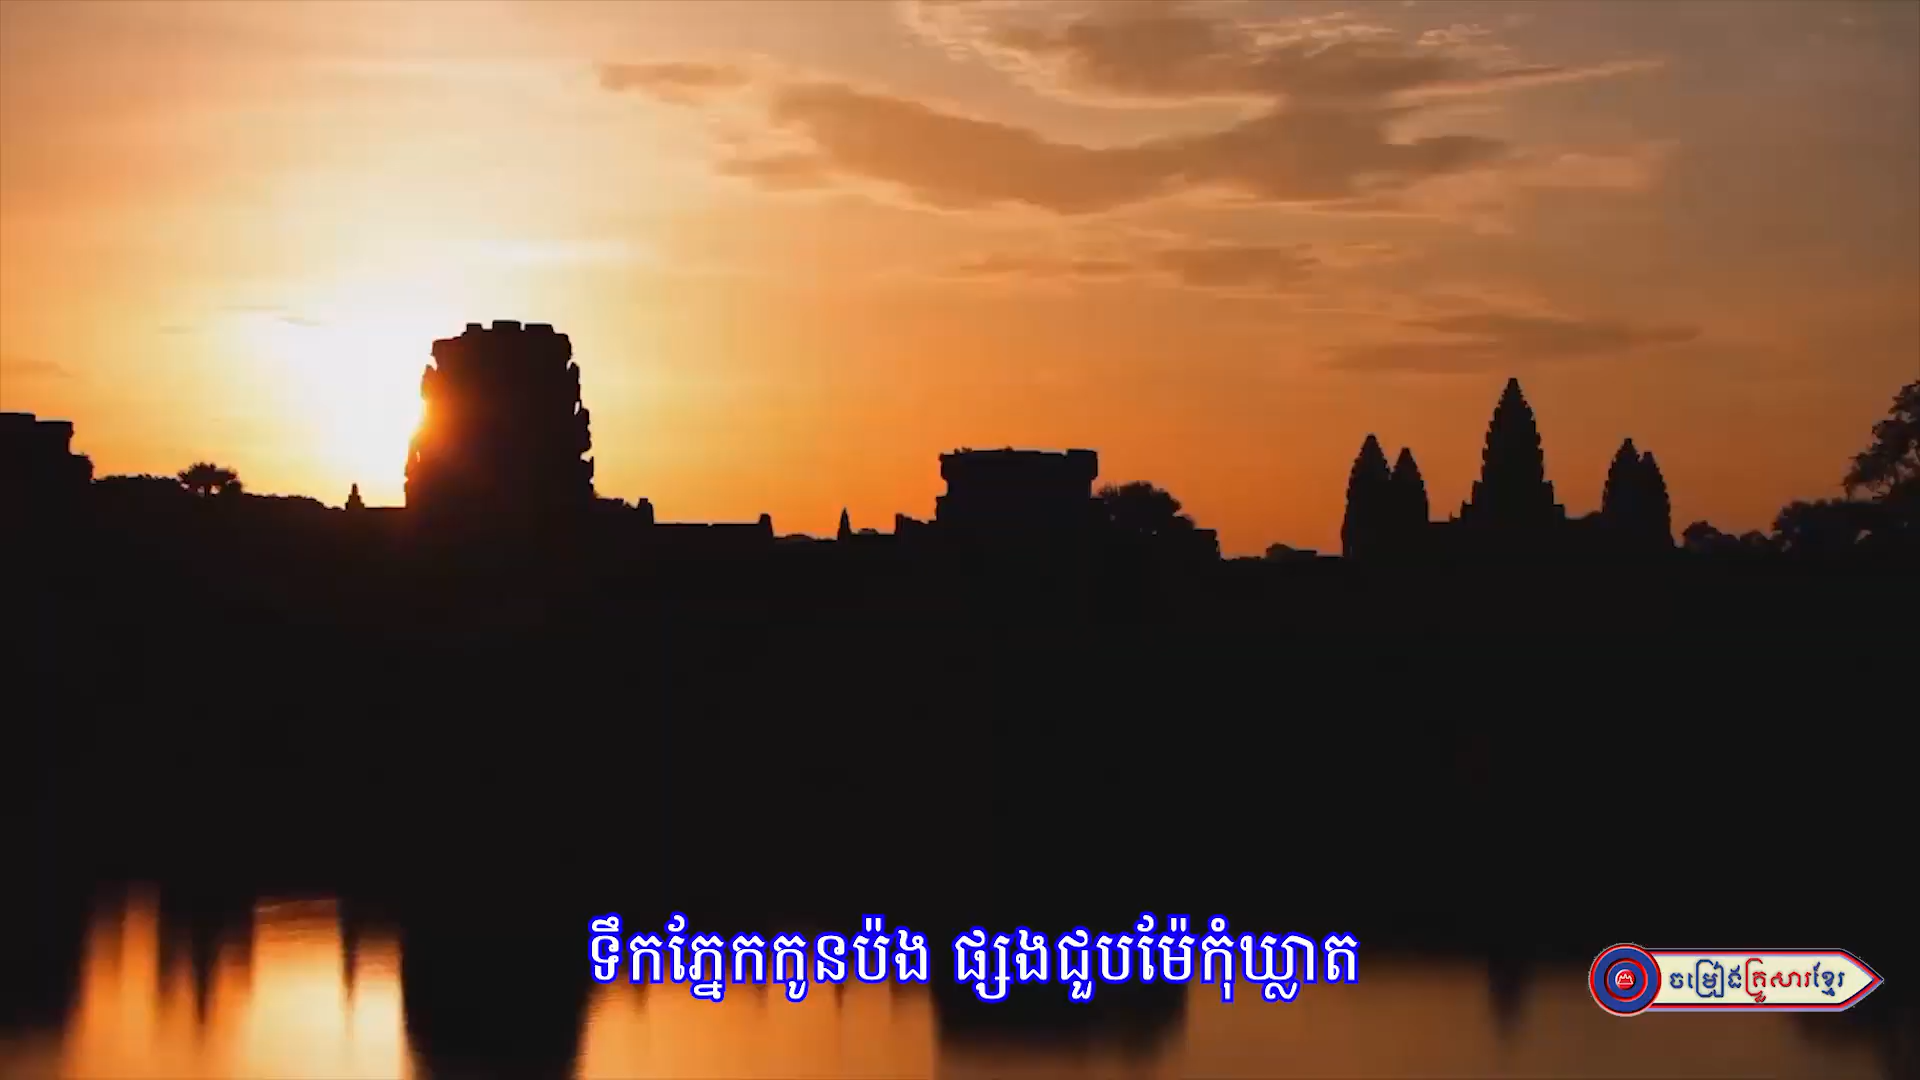 ទឹកភ្នែកកូនប៉ង ផ្សងជួបម៉ែកុំឃ្លាត
ចម្រៀងគ្រួសារខ្មែរ